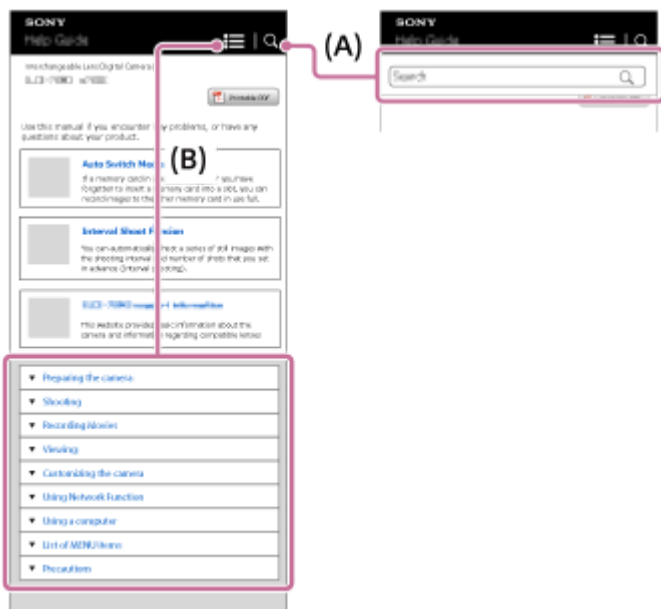 SONY
Help Guide
Interchangeable Lens Digital Camera
Printable PDF
Use this manual if you encounter any problems, or have any
questions about your product.
Auto Switch
If a memory card in you have
forgotten to insert a memory card into a slot, you can
record images to the other memory card in use full.
Interval Shoot
You can automatically shoot a series of still images with
the shooting interval and number of shots that you set
in advance (Interval shooting).
support information
This website provides basic information about the
camera and information regarding compatible lenses
Preparing the camera
Shooting
Recording Movies
Viewing
Customizing the camera
Using Network Function
Using a computer
List of MENU items
Precautions
(A)
(B)
SONY
Help Guide
Search